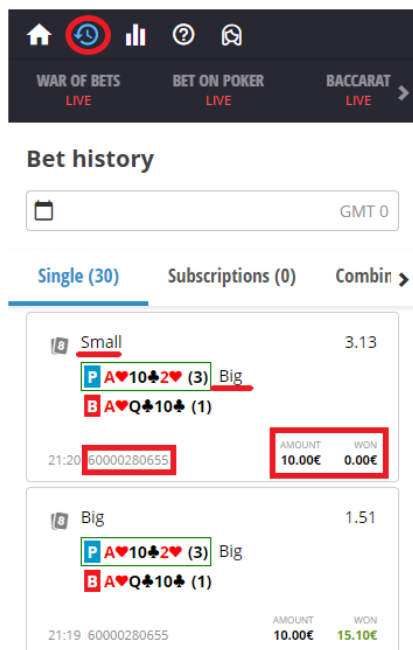 WAR OF BETS BET ON POKER BACCARAT
LIVE LIVE LIVE
Bet history
GMT 0
Single (30) Subscriptions (0) Combin
8 Small 3.13
P A♥10♣2♥ (3) Big
B A♥Q♣10♣ (1)
AMOUNT WON
21:20 60000280655 10.00€ 0.00€
8 Big 1.51
P A♥10♣2♥ (3) Big
B A♥Q♣10♣ (1)
AMOUNT WON
21:19 60000280655 10.00€ 15.10€